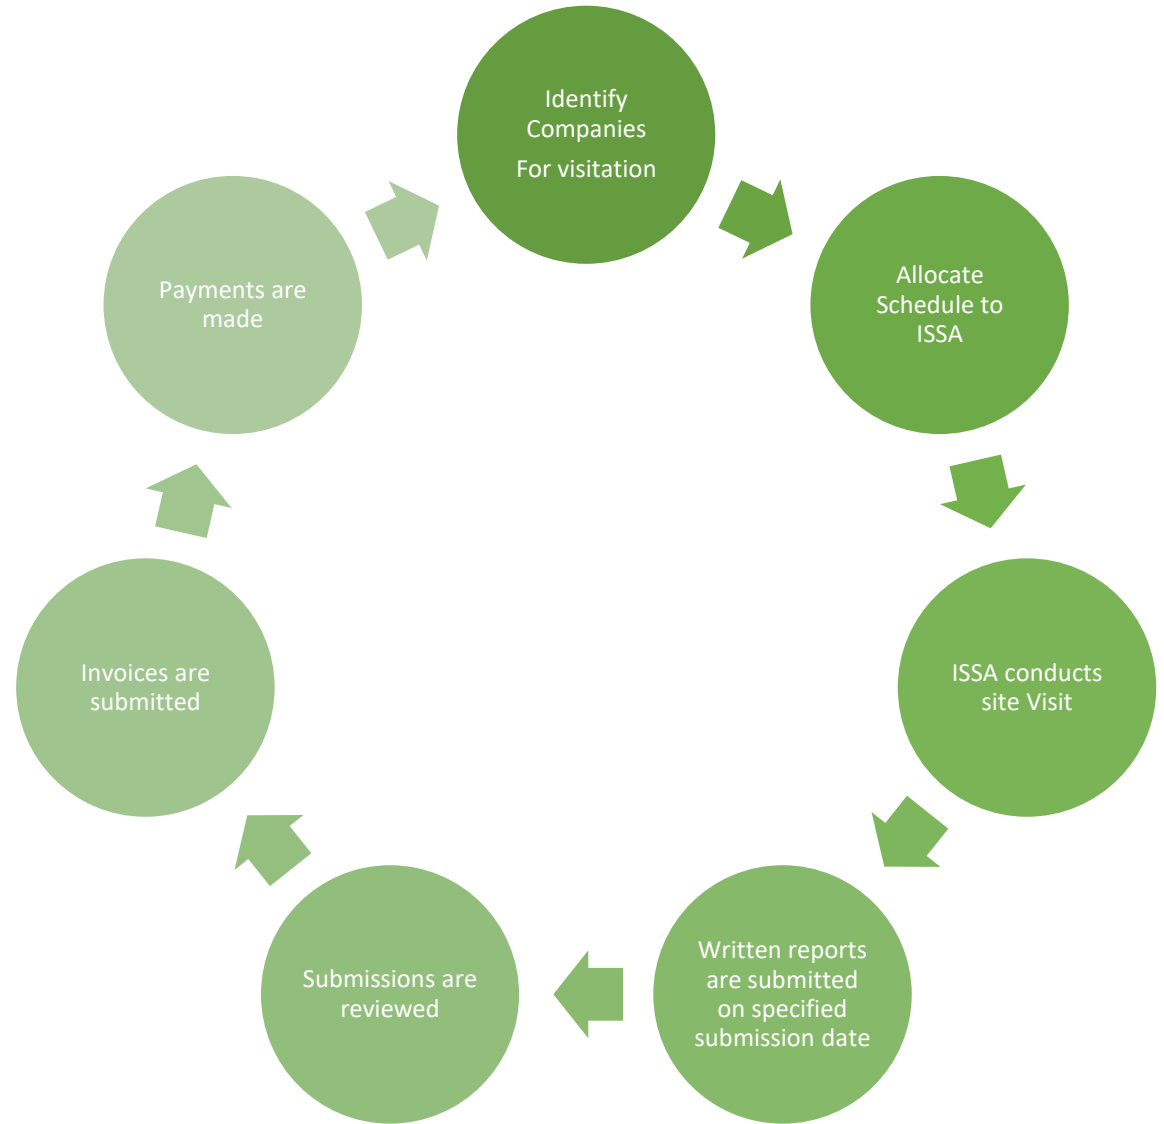 Identify
Companies
For visitation
Allocate
Schedule to
ISSA
ISSA conducts
site Visit
Written reports
are submitted
on specified
submission date
Submissions are
reviewed
Invoices are
submitted
Payments are
made